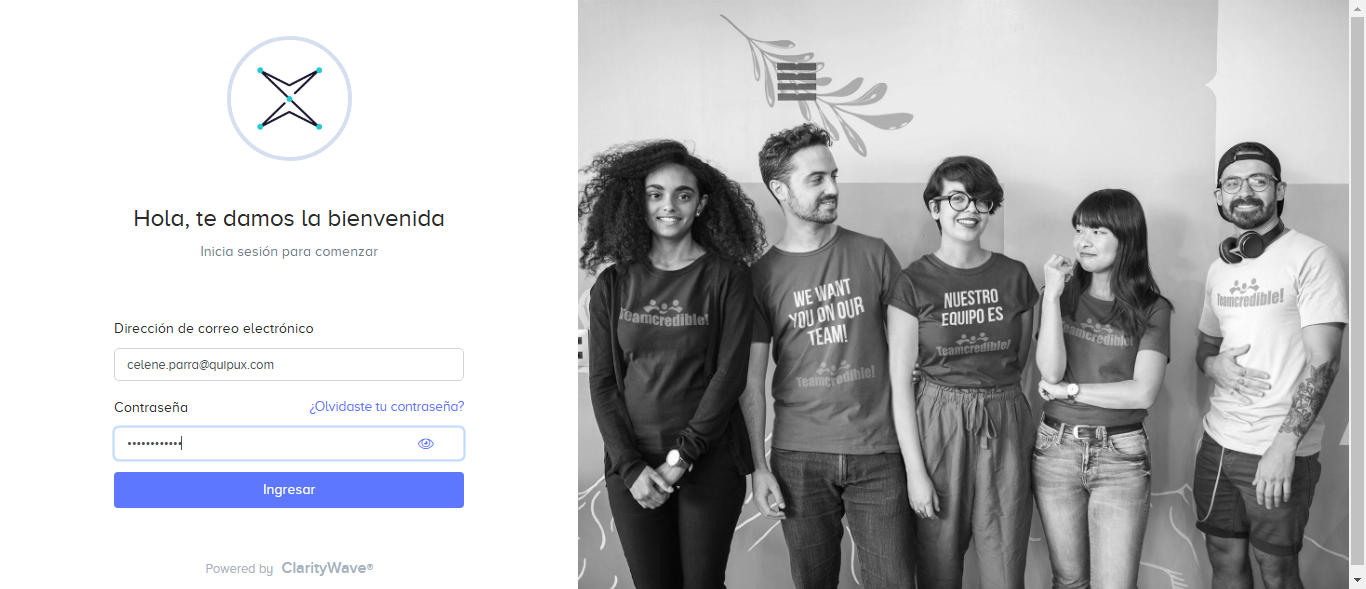 Hola, te damos la bienvenida
Inicia sesión para comenzar
Dirección de correo electrónico
celene.parra@quipux.com
Contraseña ¿Olvidaste tu contraseña?
••••••••••••
Ingresar
Powered by ClarityWave®
Teamcredible!
WE WANT
YOU ON OUR
TEAM!
Teamcredible!
NUESTRO
EQUIPO ES
Teamcredible!
Teamcredible!
Teamcredible!